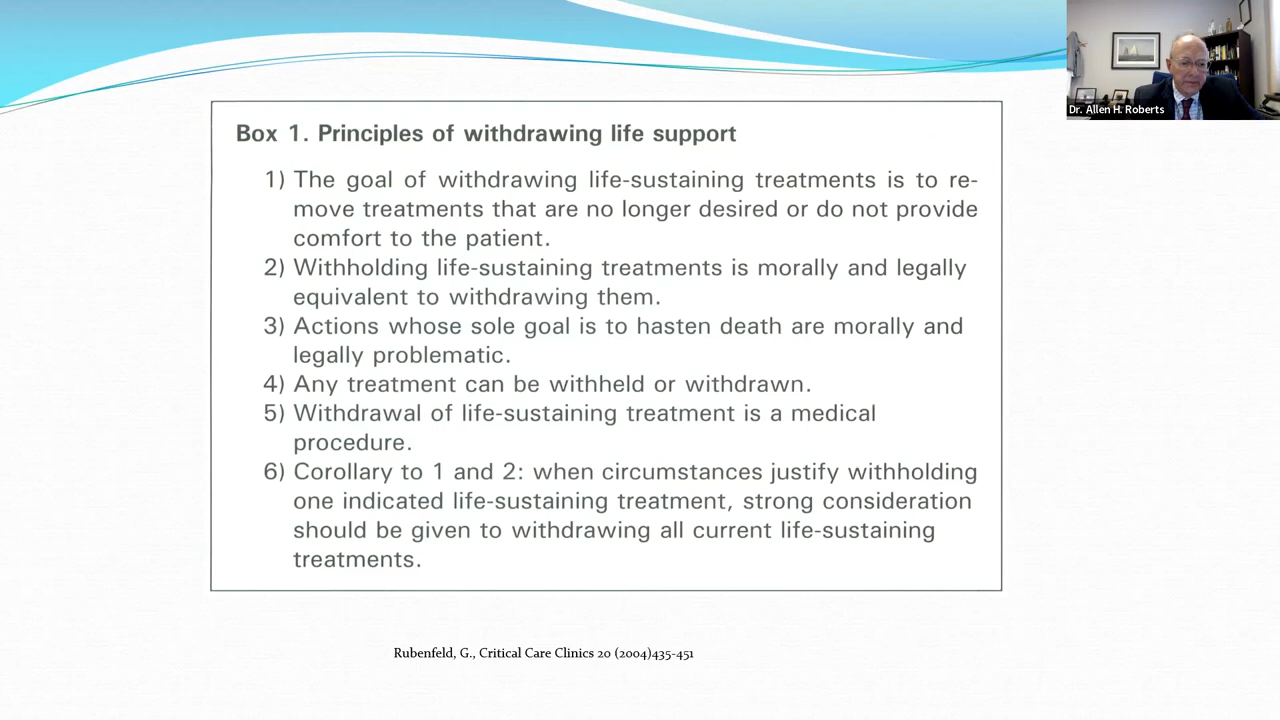 Dr. Allen H. Roberts
Box 1. Principles of withdrawing life support
1) The goal of withdrawing life-sustaining treatments is to re-
move treatments that are no longer desired or do not provide
comfort to the patient.
2) Withholding life-sustaining treatments is morally and legally
equivalent to withdrawing them.
3) Actions whose sole goal is to hasten death are morally and
legally problematic.
4) Any treatment can be withheld or withdrawn.
5) Withdrawal of life-sustaining treatment is a medical
procedure.
6) Corollary to 1 and 2: when circumstances justify withholding
one indicated life-sustaining treatment, strong consideration
should be given to withdrawing all current life-sustaining
treatments.
Rubenfeld, G., Critical Care Clinics 20 (2004)435-451